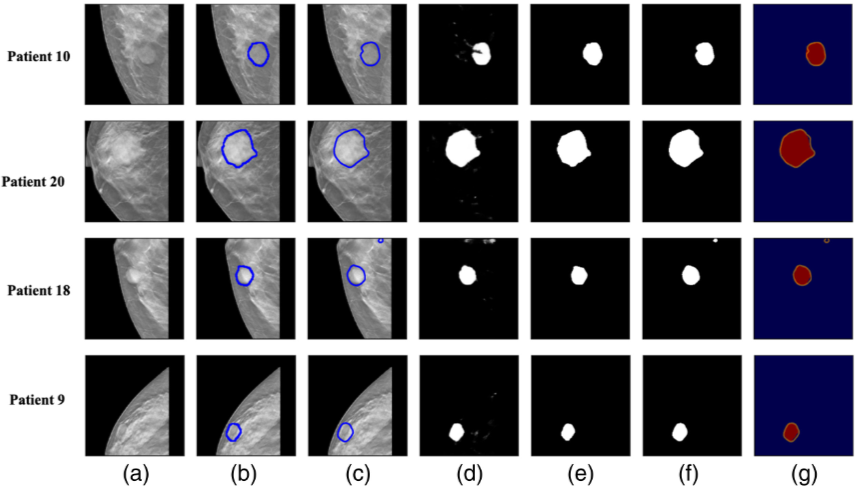 Patient 10
Patient 20
Patient 18
Patient 9
(a) (b) (c) (d) (e) (f) (g)